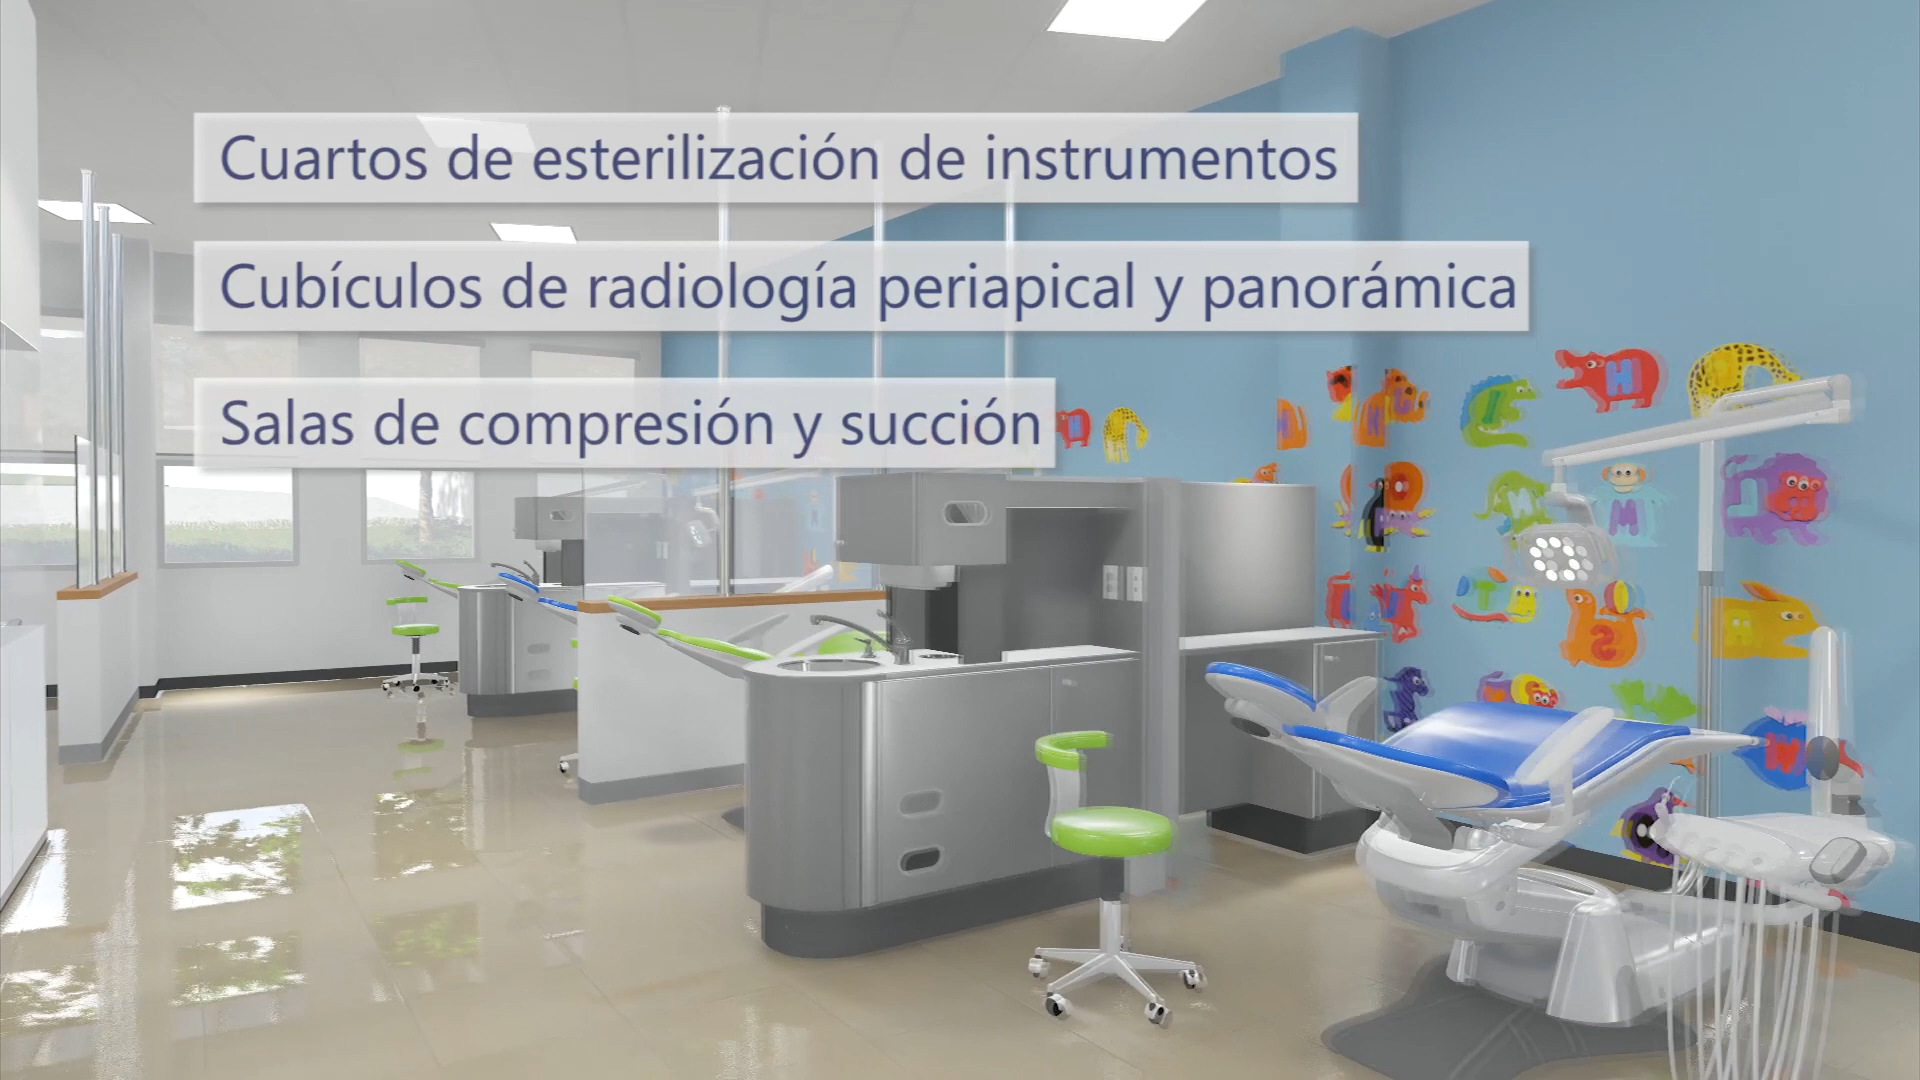 Cuartos de esterilización de instrumentos
Cubículos de radiología periapical y panorámica
Salas de compresión y succión